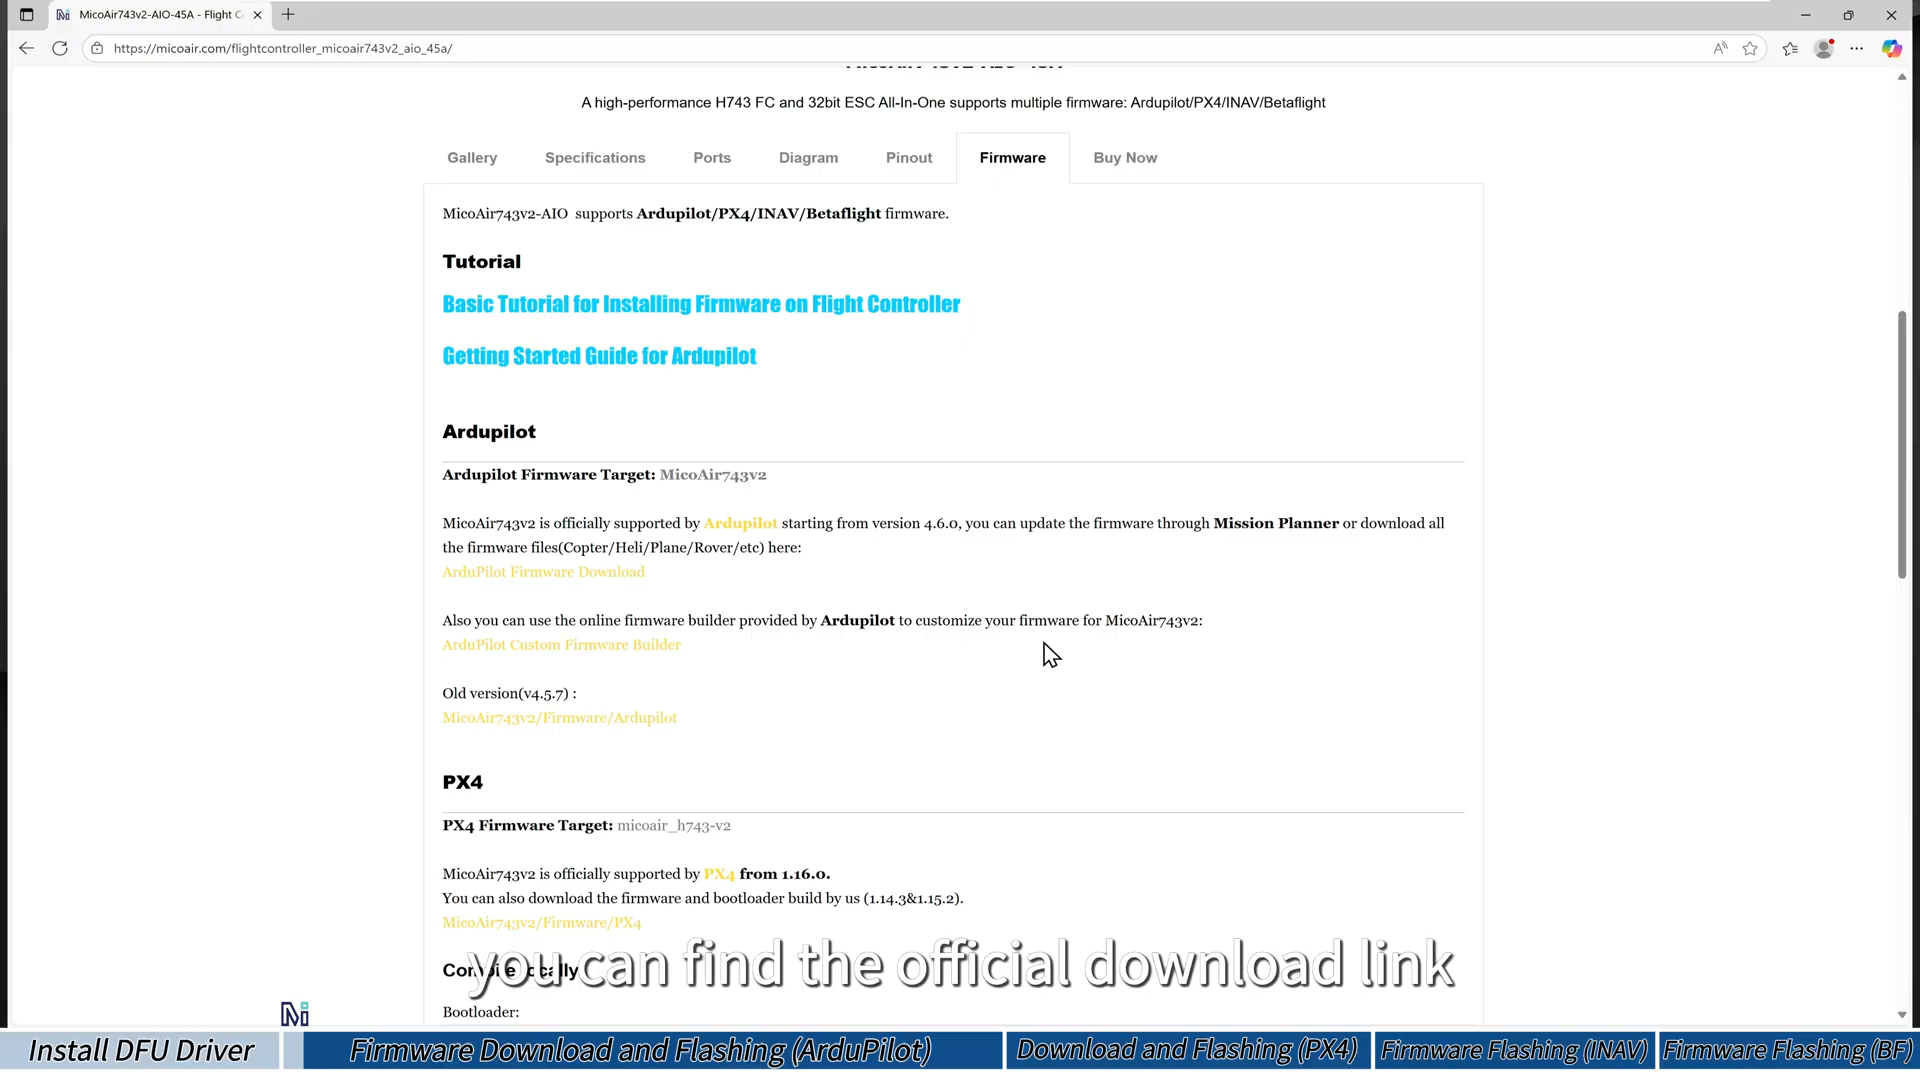 MicoAir743v2-AIO-45A - Flight C
https://micoair.com/flightcontroller_micoair743v2_aio_45a/
A high-performance H743 FC and 32bit ESC All-In-One supports multiple firmware: Ardupilot/PX4/INAV/Betaflight
Gallery Specifications Ports Diagram Pinout Firmware Buy Now
MicoAir743v2-AIO supports Ardupilot/PX4/INAV/Betaflight firmware.
Tutorial
Basic Tutorial for Installing Firmware on Flight Controller
Getting Started Guide for Ardupilot
Ardupilot
Ardupilot Firmware Target: MicoAir743v2
MicoAir743v2 is officially supported by Ardupilot starting from version 4.6.0, you can update the firmware through Mission Planner or download all
the firmware files(Copter/Heli/Plane/Rover/etc) here:
ArduPilot Firmware Download
Also you can use the online firmware builder provided by Ardupilot to customize your firmware for MicoAir743v2:
ArduPilot Custom Firmware Builder
Old version(v4.5.7) :
MicoAir743v2/Firmware/Ardupilot
PX4
PX4 Firmware Target: micoair_h743-v2
MicoAir743v2 is officially supported by PX4 from 1.16.0.
You can also download the firmware and bootloader build by us (1.14.3&1.15.2).
MicoAir743v2/Firmware/PX4
you can find the official download link
Bootloader:
Install DFU Driver
Firmware Download and Flashing (ArduPilot)
Download and Flashing (PX4)
Firmware Flashing (INAV)
Firmware Flashing (BF)